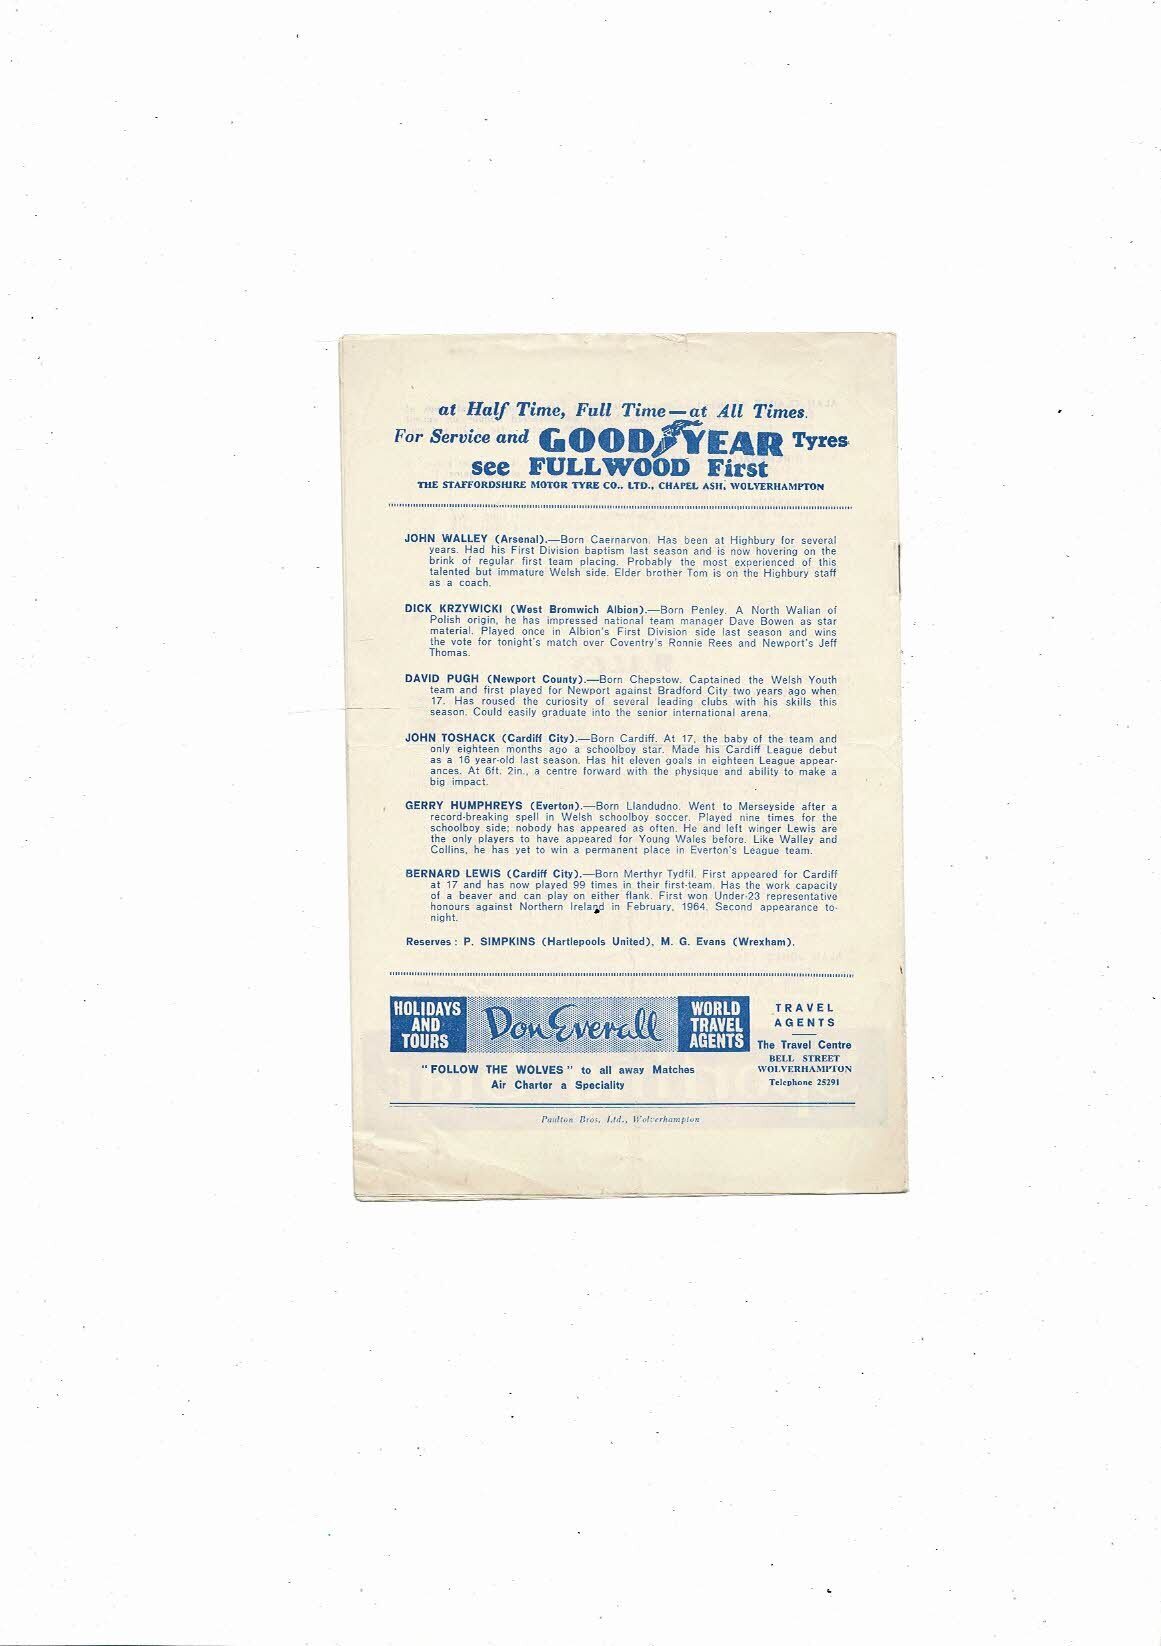 at Half Time, Full Time—at All Times.
For Service and GOODYEAR Tyres
see FULLWOOD First
THE STAFFORDSHIRE MOTOR TYRE CO., LTD., CHAPEL ASH, WOLVERHAMPTON
JOHN WALLEY (Arsenal).—Born Caernarvon. Has been at Highbury for several
years. Had his First Division baptism last season and is now hovering on the
brink of regular first team placing. Probably the most experienced of this
talented but immature Welsh side. Elder brother Tom is on the Highbury staff
as a coach.
DICK KRZYWICKI (West Bromwich Albion).—Born Penley. A North Walian of
Polish origin, he has impressed national team manager Dave Bowen as star
material. Played once in Albion's First Division side last season and wins
the vote for tonight's match over Coventry's Ronnie Rees and Newport's Jeff
Thomas.
DAVID PUGH (Newport County).—Born Chepstow. Captained the Welsh Youth
team and first played for Newport against Bradford City two years ago when
17. Has roused the curiosity of several leading clubs with his skills this
season. Could easily graduate into the senior international arena.
JOHN TOSHACK (Cardiff City).—Born Cardiff. At 17, the baby of the team and
only eighteen months ago a schoolboy star. Made his Cardiff League debut
as a 16 year-old last season. Has hit eleven goals in eighteen League appear-
ances. At 6ft. 2in., a centre forward with the physique and ability to make a
big impact.
GERRY HUMPHREYS (Everton).—Born Llandudno. Went to Merseyside after a
record-breaking spell in Welsh schoolboy soccer. Played nine times for the
schoolboy side; nobody has appeared as often. He and left winger Lewis are
the only players to have appeared for Young Wales before. Like Walley and
Collins, he has yet to win a permanent place in Everton's League team.
BERNARD LEWIS (Cardiff City).—Born Merthyr Tydfil. First appeared for Cardiff
at 17 and has now played 99 times in their first-team. Has the work capacity
of a beaver and can play on either flank. First won Under-23 representative
honours against Northern Ireland in February, 1964. Second appearance to-
night.
Reserves : P. SIMPKINS (Hartlepools United), M. G. Evans (Wrexham).
HOLIDAYS
AND
TOURS
Don Everall
WORLD
TRAVEL
AGENTS
"FOLLOW THE WOLVES" to all away Matches
Air Charter a Speciality
TRAVEL
AGENTS
The Travel Centre
BELL STREET
WOLVERHAMPTON
Telephone 25291
Paulton Bros. Ltd., Wolverhampton